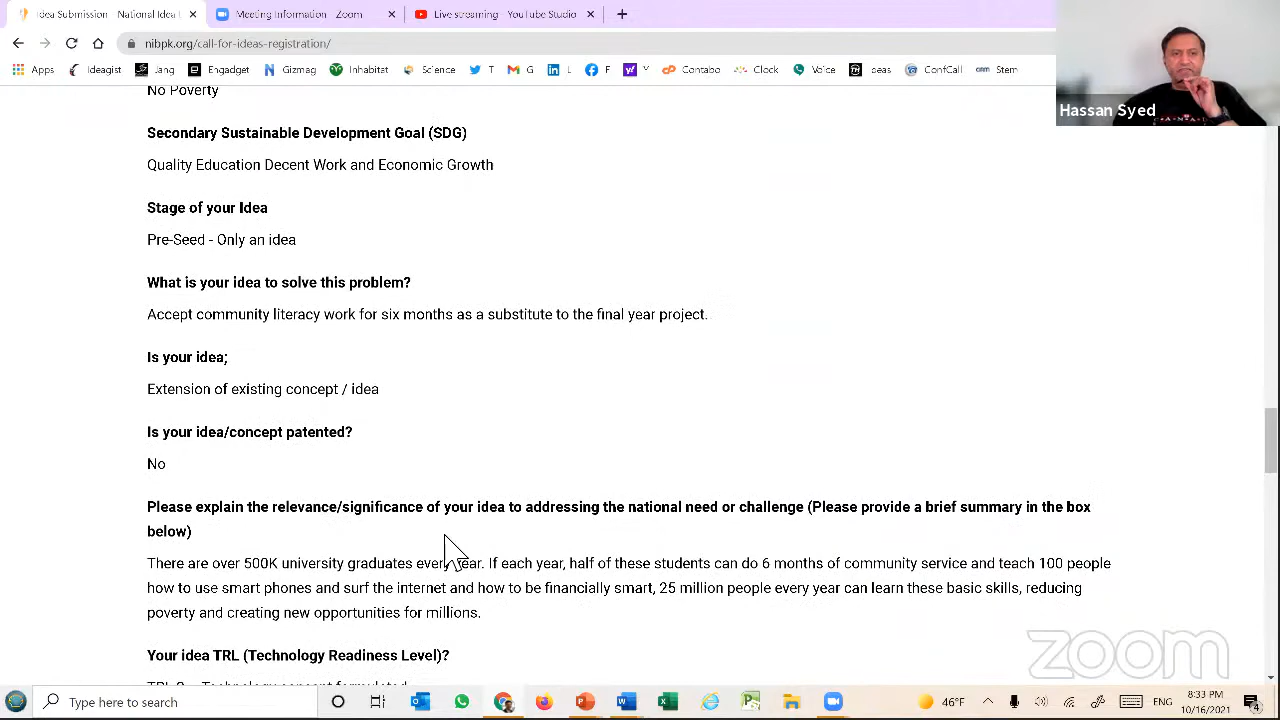 Idea Submission - National Id
Meeting Information - Zoom
Live streaming - YouTube Studio
nibpk.org/call-for-ideas-registration/
Apps Ideagist Jang Engadget Gizmag Inhabitat Science T G L F Y Contabo Clock Voice Ideas ConfCall Stem
Hassan Syed
No Poverty
Secondary Sustainable Development Goal (SDG)
Quality Education Decent Work and Economic Growth
Stage of your Idea
Pre-Seed - Only an idea
What is your idea to solve this problem?
Accept community literacy work for six months as a substitute to the final year project.
Is your idea;
Extension of existing concept / idea
Is your idea/concept patented?
No
Please explain the relevance/significance of your idea to addressing the national need or challenge (Please provide a brief summary in the box
below)
There are over 500K university graduates every year. If each year, half of these students can do 6 months of community service and teach 100 people
how to use smart phones and surf the internet and how to be financially smart, 25 million people every year can learn these basic skills, reducing
poverty and creating new opportunities for millions.
Your idea TRL (Technology Readiness Level)?
zoom
Type here to search
46°F
ENG
8:33 PM
10/16/2021
4